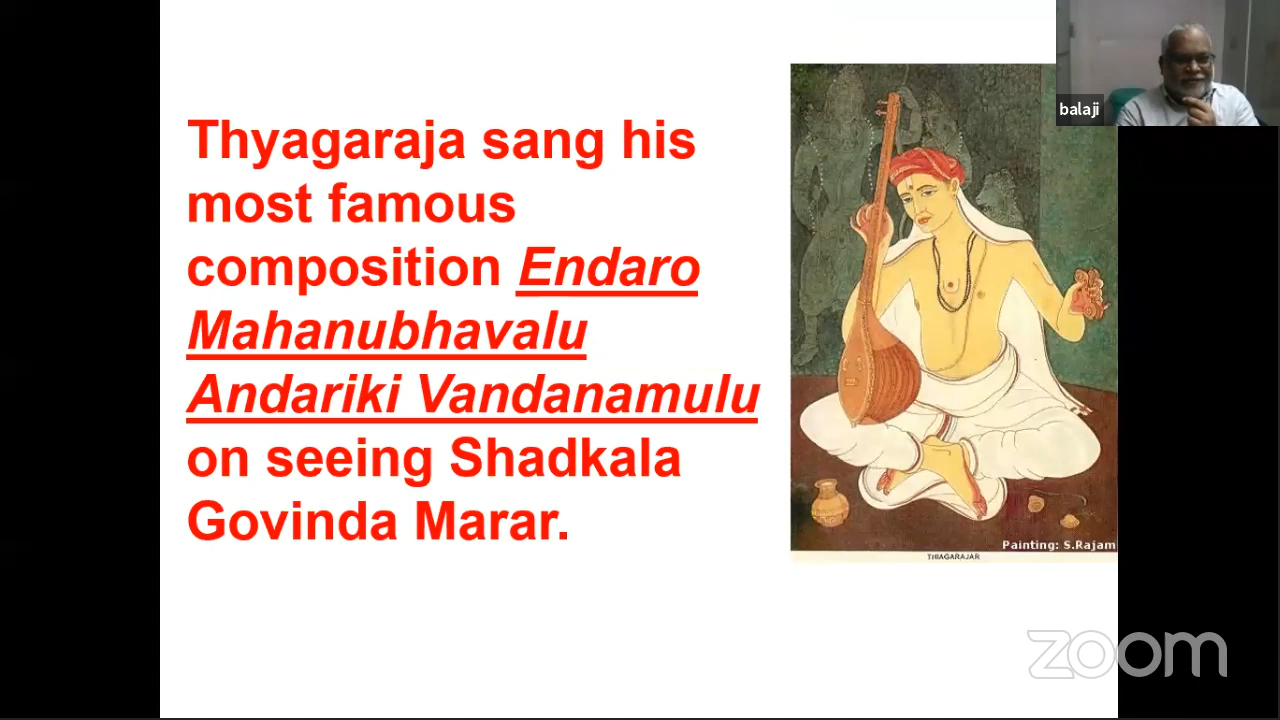 balaji
Thyagaraja sang his
most famous
composition Endaro
Mahanubhavalu
Andariki Vandanamulu
on seeing Shadkala
Govinda Marar.
Painting: S.Rajam
THIAGARAJAR
zoom